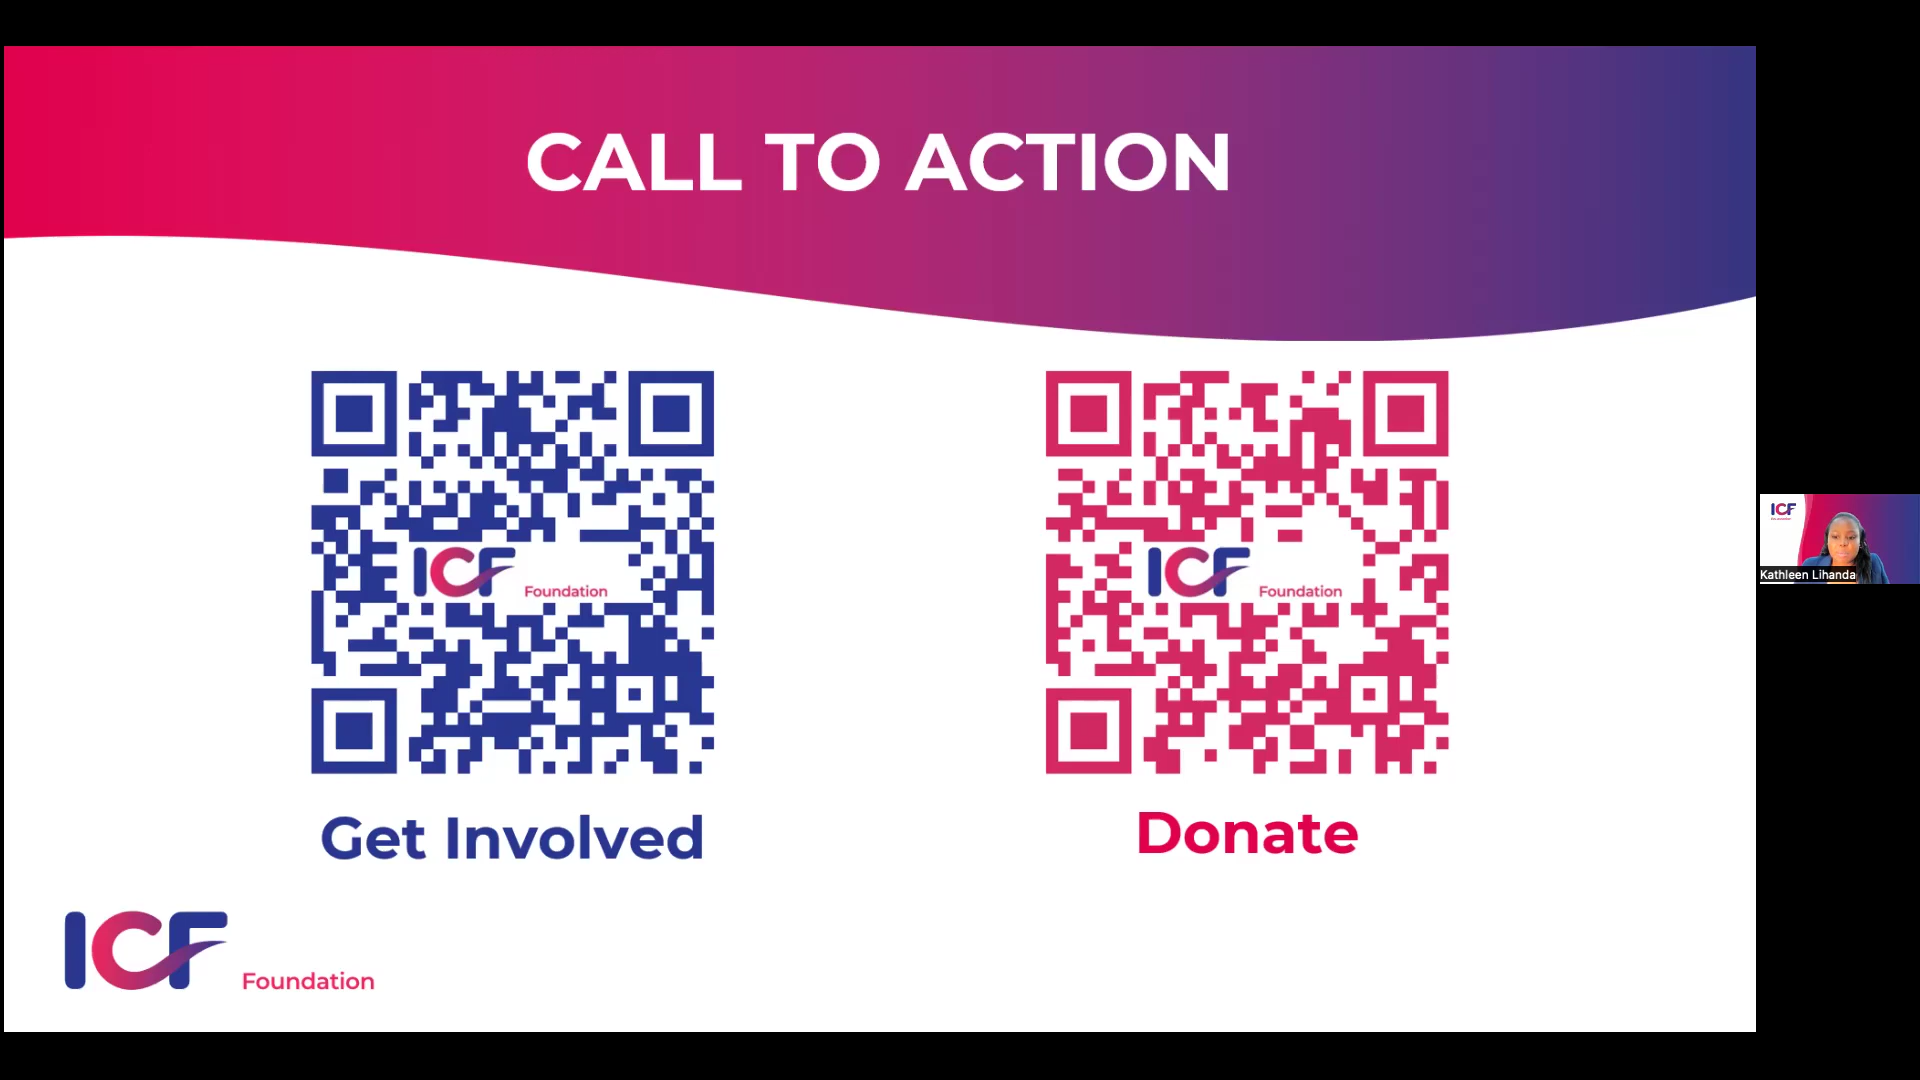 CALL TO ACTION
ICF Foundation
ICF Foundation
Get Involved
Donate
ICF Foundation
ICF
Kathleen Lihanda